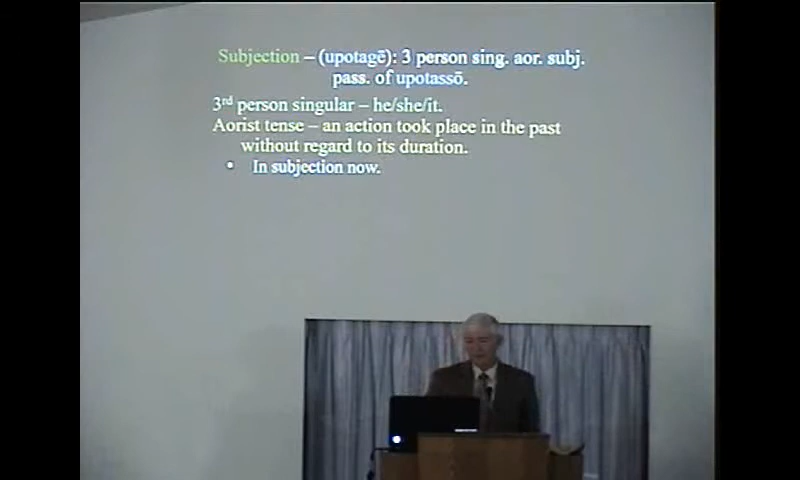 Subjection – (upotagē): 3 person sing. aor. subj.
pass. of upotassō.
3rd person singular – he/she/it.
Aorist tense – an action took place in the past
without regard to its duration.
• In subjection now.